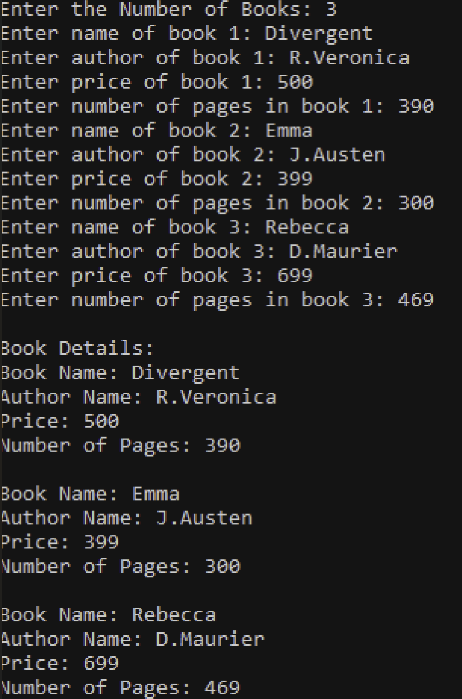 Enter the Number of Books: 3
Enter name of book 1: Divergent
Enter author of book 1: R.Veronica
Enter price of book 1: 500
Enter number of pages in book 1: 390
Enter name of book 2: Emma
Enter author of book 2: J.Austen
Enter price of book 2: 399
Enter number of pages in book 2: 300
Enter name of book 3: Rebecca
Enter author of book 3: D.Maurier
Enter price of book 3: 699
Enter number of pages in book 3: 469
Book Details:
Book Name: Divergent
Author Name: R.Veronica
Price: 500
Number of Pages: 390
Book Name: Emma
Author Name: J.Austen
Price: 399
Number of Pages: 300
Book Name: Rebecca
Author Name: D.Maurier
Price: 699
Number of Pages: 469